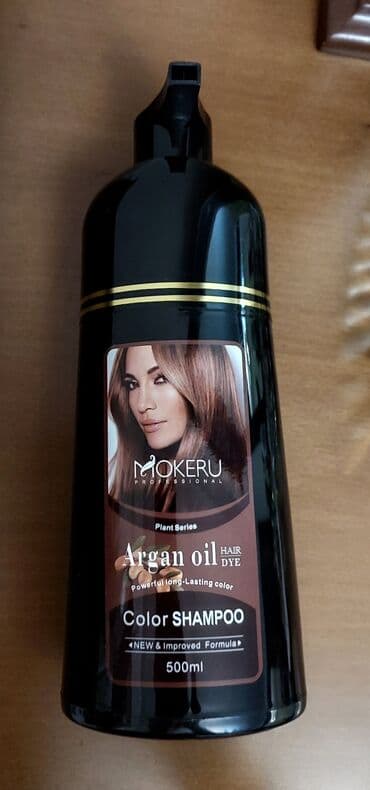 MOKERU
PROFESSIONAL
Plant Series
Argan oil HAIR DYE
Powerful long-Lasting color
Color SHAMPOO
NEW & Improved Formula
500ml